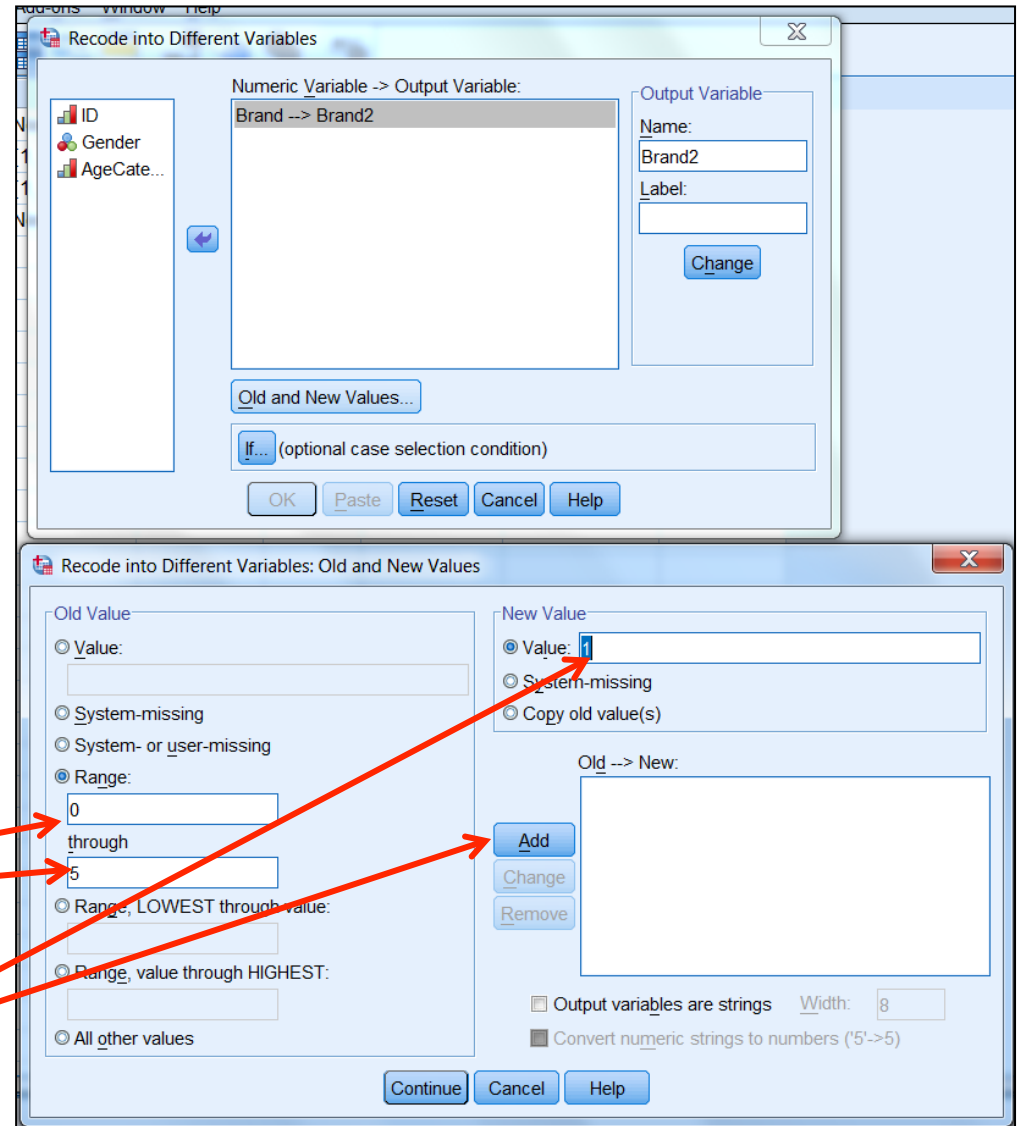 Window Help
Recode into Different Variables
ID
Gender
AgeCate...
Numeric Variable -> Output Variable:
Brand --> Brand2
Output Variable
Name:
Brand2
Label:
Change
Old and New Values...
If... (optional case selection condition)
OK Paste Reset Cancel Help
Recode into Different Variables: Old and New Values
Old Value
Value:
System-missing
System- or user-missing
Range:
0
through
5
Range, LOWEST through value:
Range, value through HIGHEST:
All other values
New Value
Value: 1
System-missing
Copy old value(s)
Old --> New:
Add
Change
Remove
Output variables are strings Width: 8
Convert numeric strings to numbers ('5'->5)
Continue Cancel Help